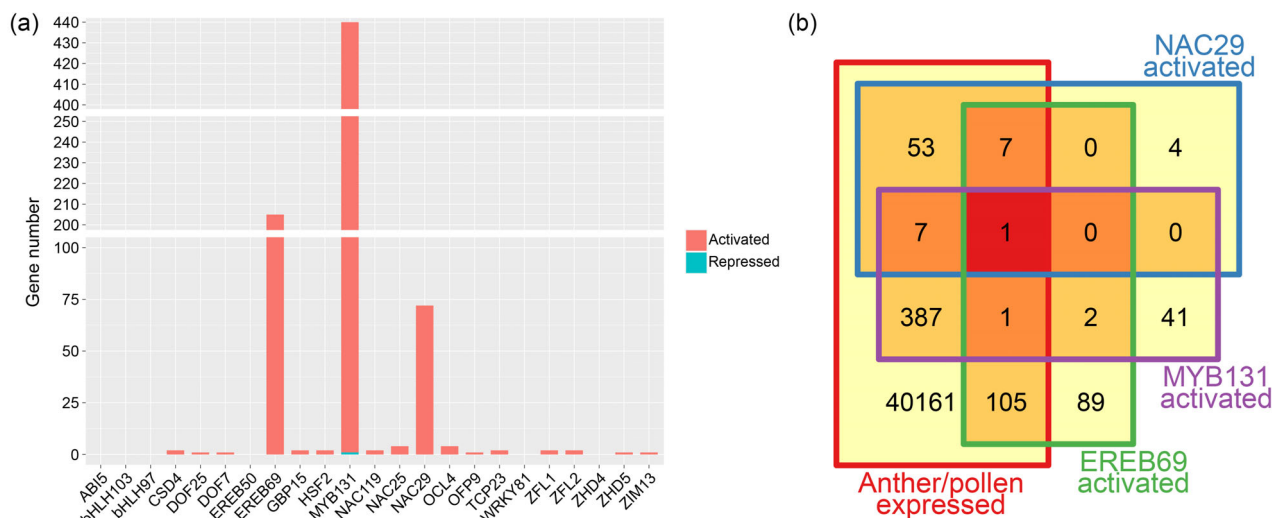 (a)
440
430
420
410
400
250
240
230
220
210
200
100
75
50
25
0
Gene number
ABI5
bHLH103
bHLH97
CSD4
DOF25
DOF7
EREB50
EREB69
GBP15
HSF2
MYB131
NAC119
NAC25
NAC29
OCL4
OFP9
TCP23
WRKY81
ZFL1
ZFL2
ZHD4
ZHD5
ZIM13
Activated
Repressed
(b)
NAC29
activated
53 7 0 4
7 1 0 0
387 1 2 41
MYB131
activated
40161 105 89
EREB69
activated
Anther/pollen
expressed